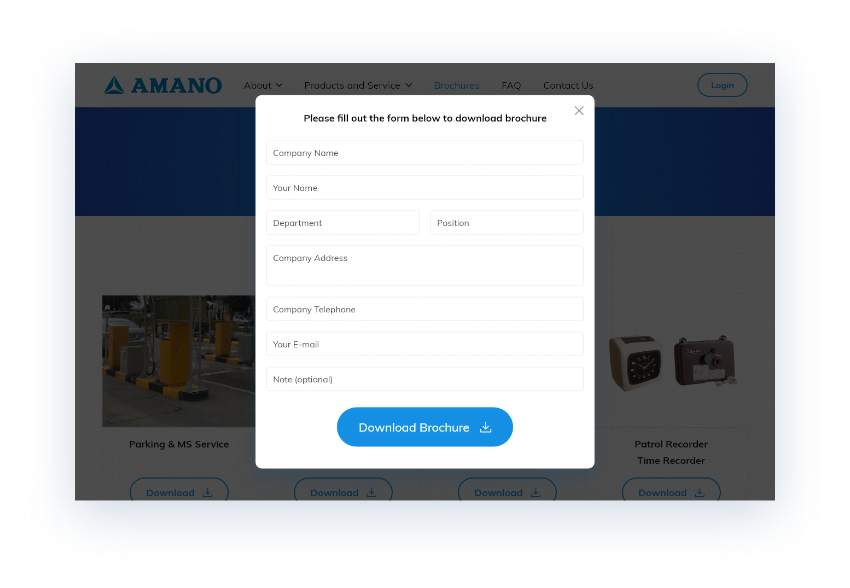 AMANO
About
Products and Service
Brochures
FAQ
Contact Us
Login
Please fill out the form below to download brochure
Company Name
Your Name
Department
Position
Company Address
Company Telephone
Your E-mail
Note (optional)
Download Brochure
Parking & MS Service
Patrol Recorder
Time Recorder
Download
Download
Download
Download